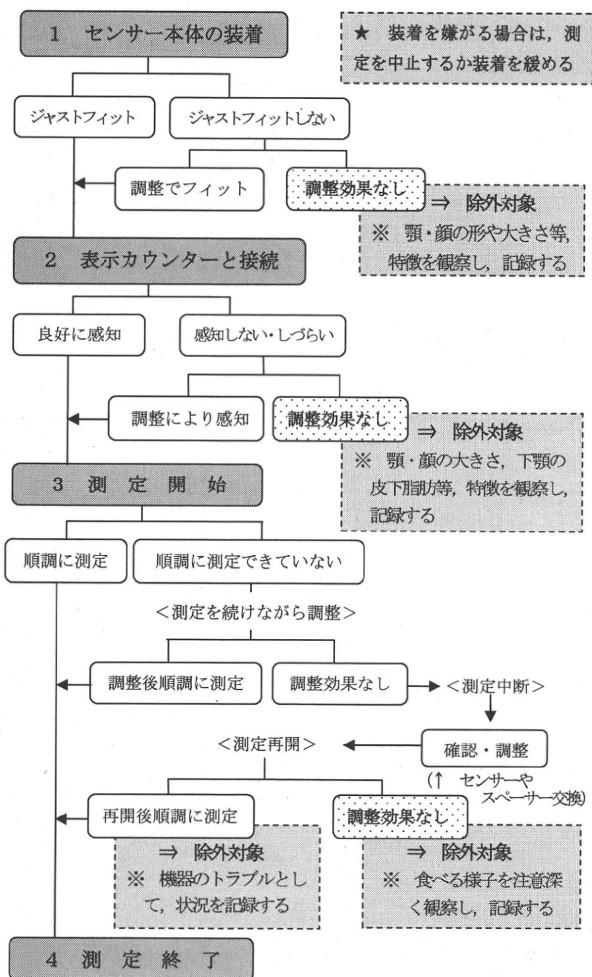 1 センサー本体の装着
★ 装着を嫌がる場合は，測
定を中止するか装着を緩める
ジャストフィット
ジャストフィットしない
調整でフィット
調整効果なし
⇒ 除外対象
※ 顎・顔の形や大きさ等，
特徴を観察し，記録する
2 表示カウンターと接続
良好に感知
感知しない・しづらい
調整により感知
調整効果なし
⇒ 除外対象
※ 顎・顔の大きさ，下顎の
皮下脂肪等，特徴を観察し，
記録する
3 測定開始
順調に測定
順調に測定できていない
＜測定を続けながら調整＞
調整後順調に測定
調整効果なし
＜測定中断＞
＜測定再開＞
確認・調整
(↑ センサーや
スペーサー交換)
再開後順調に測定
調整効果なし
⇒ 除外対象
※ 機器のトラブルとし
て，状況を記録する
⇒ 除外対象
※ 食べる様子を注意深
く観察し，記録する
4 測定終了